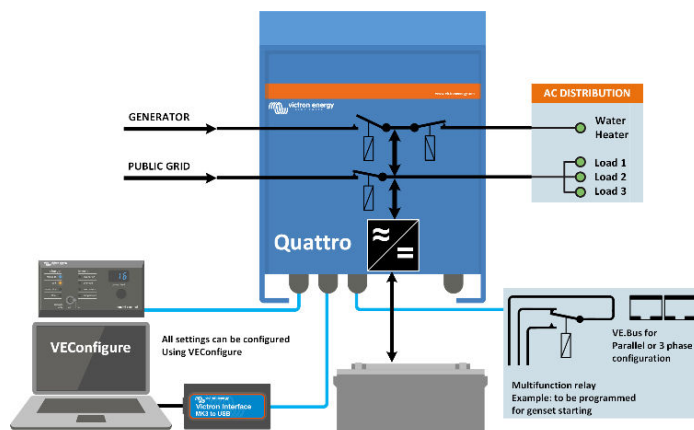 victron energy
AC DISTRIBUTION
GENERATOR
Water
Heater
PUBLIC GRID
Load 1
Load 2
Load 3
Quattro
16
VEConfigure
All settings can be configured
Using VEConfigure
Victron Interface
MK3 to USB
VE.Bus for
Parallel or 3 phase
configuration
Multifunction relay
Example: to be programmed
for genset starting